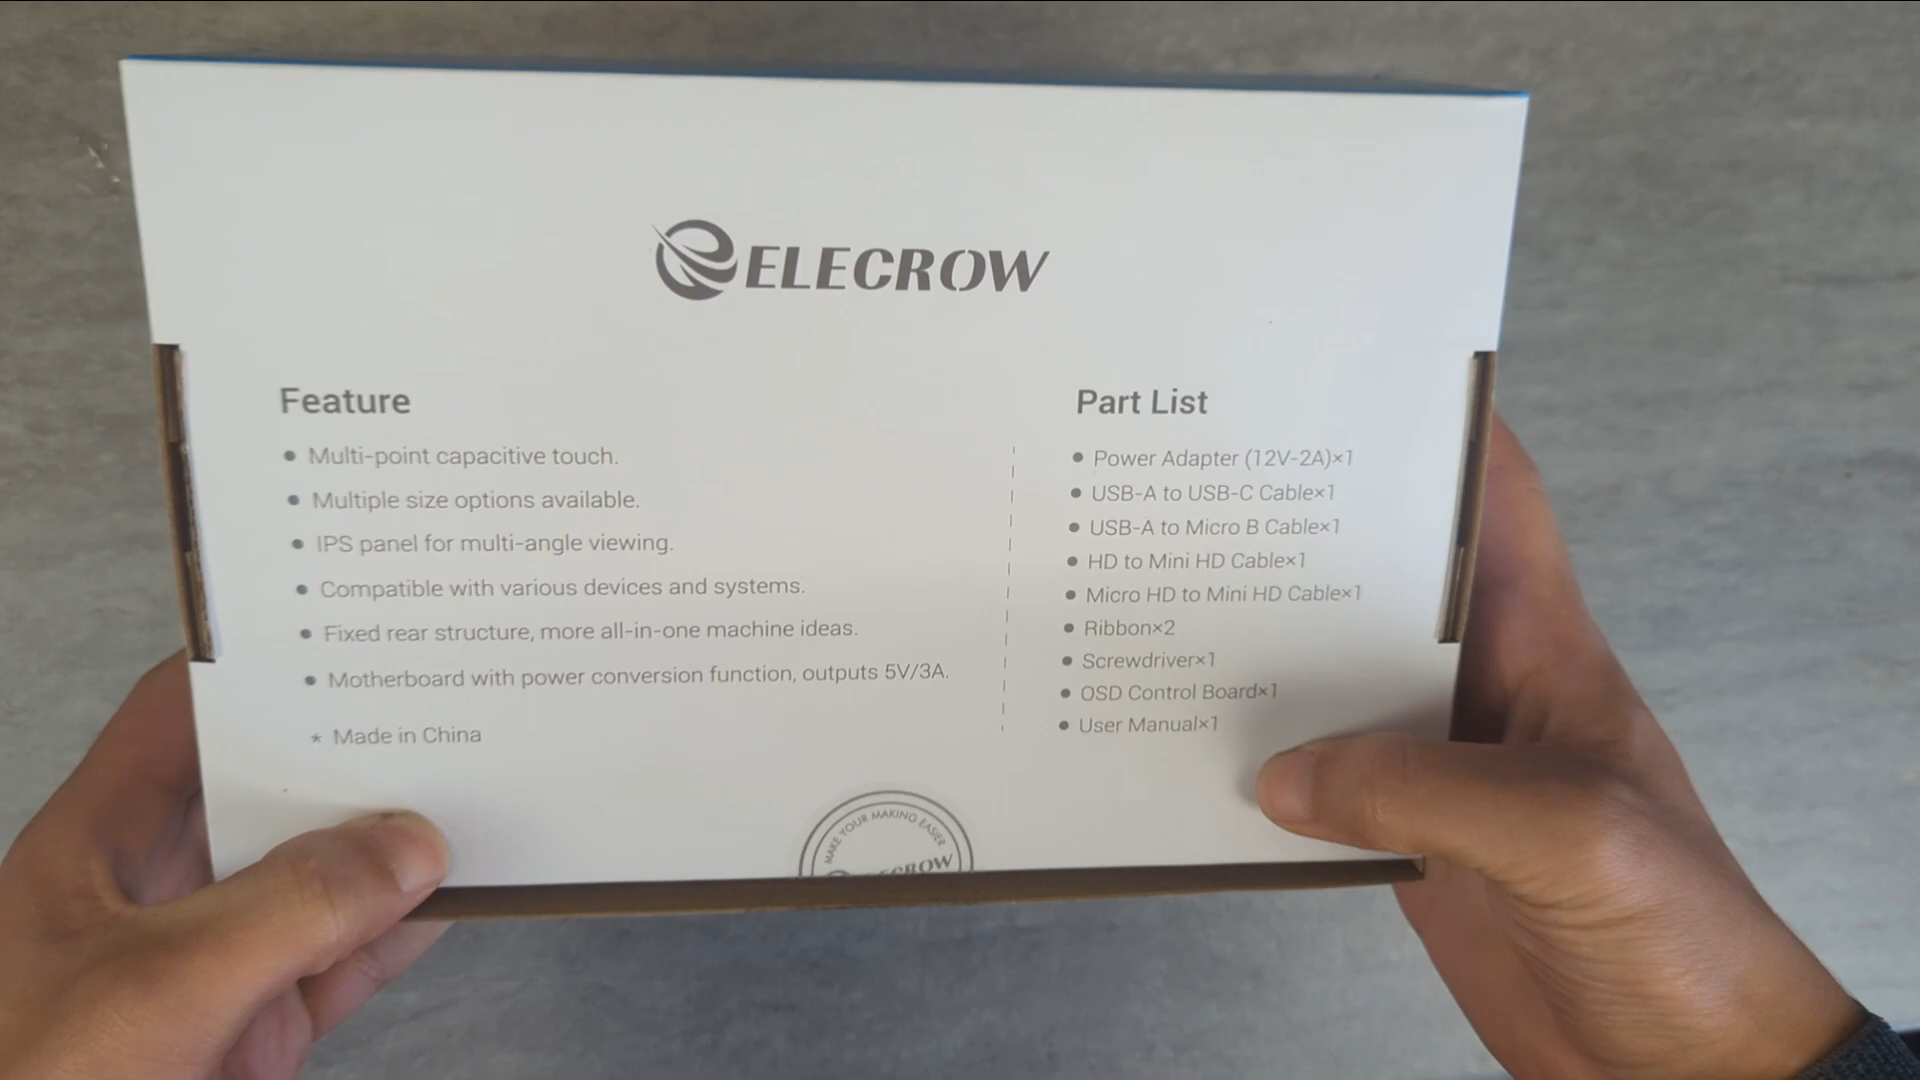 ELECROW
Feature
● Multi-point capacitive touch.
● Multiple size options available.
● IPS panel for multi-angle viewing.
● Compatible with various devices and systems.
● Fixed rear structure, more all-in-one machine ideas.
● Motherboard with power conversion function, outputs 5V/3A.
* Made in China
Part List
● Power Adapter (12V-2A)×1
● USB-A to USB-C Cable×1
● USB-A to Micro B Cable×1
● HD to Mini HD Cable×1
● Micro HD to Mini HD Cable×1
● Ribbon×2
● Screwdriver×1
● OSD Control Board×1
● User Manual×1
MAKE YOUR MAKING EASIER